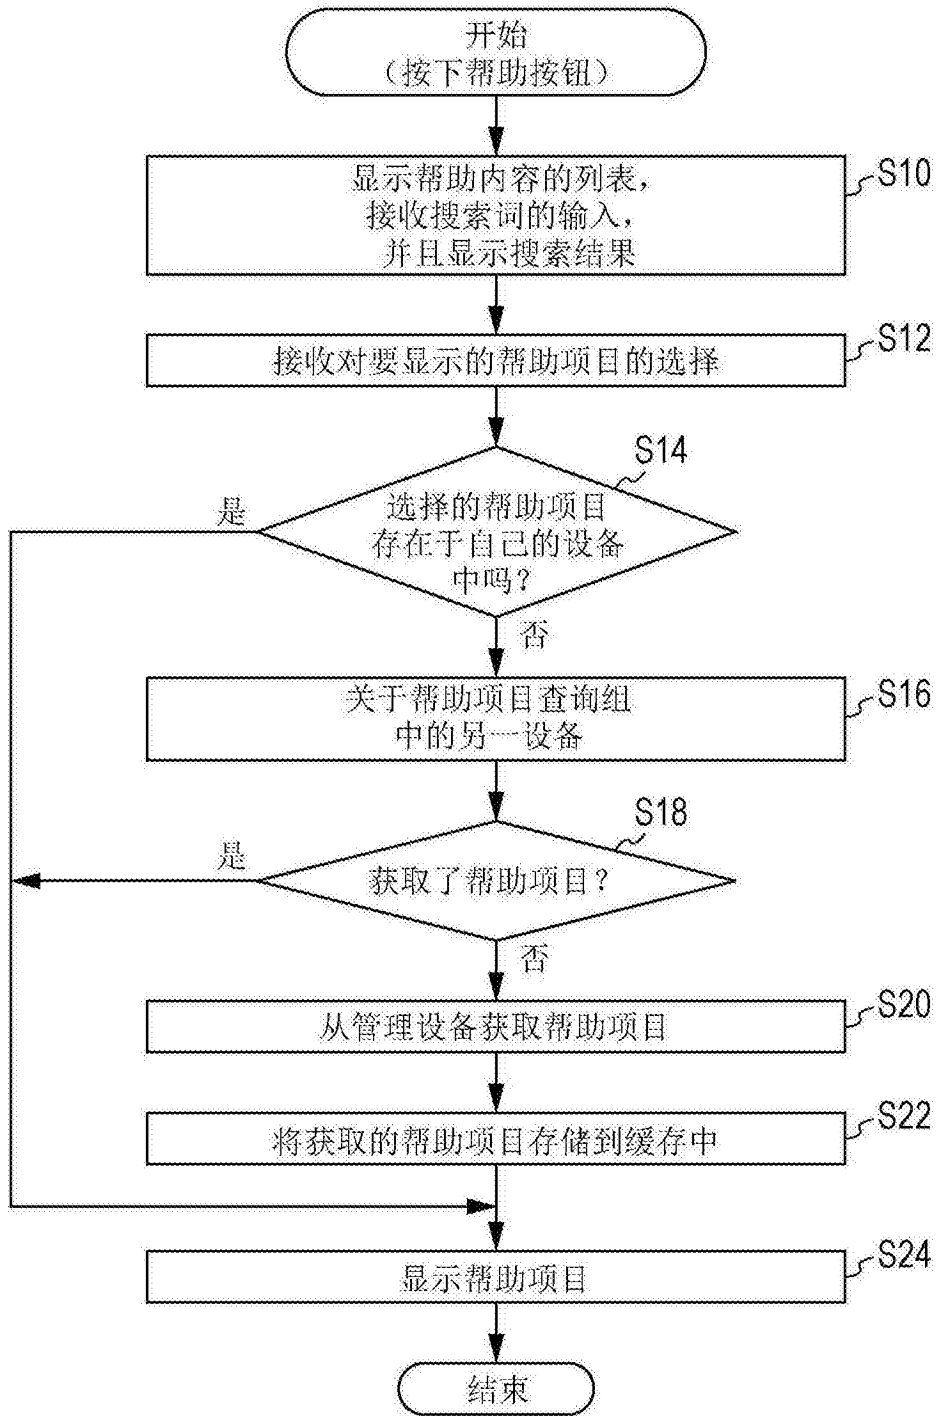 开始
（按下帮助按钮）
显示帮助内容的列表，
接收搜索词的输入，
并且显示搜索结果
S10
接收对要显示的帮助项目的选择
S12
S14
选择的帮助项目
存在于自己的设备
中吗？
是
否
关于帮助项目查询组
中的另一设备
S16
S18
获取了帮助项目？
是
否
从管理设备获取帮助项目
S20
将获取的帮助项目存储到缓存中
S22
显示帮助项目
S24
结束